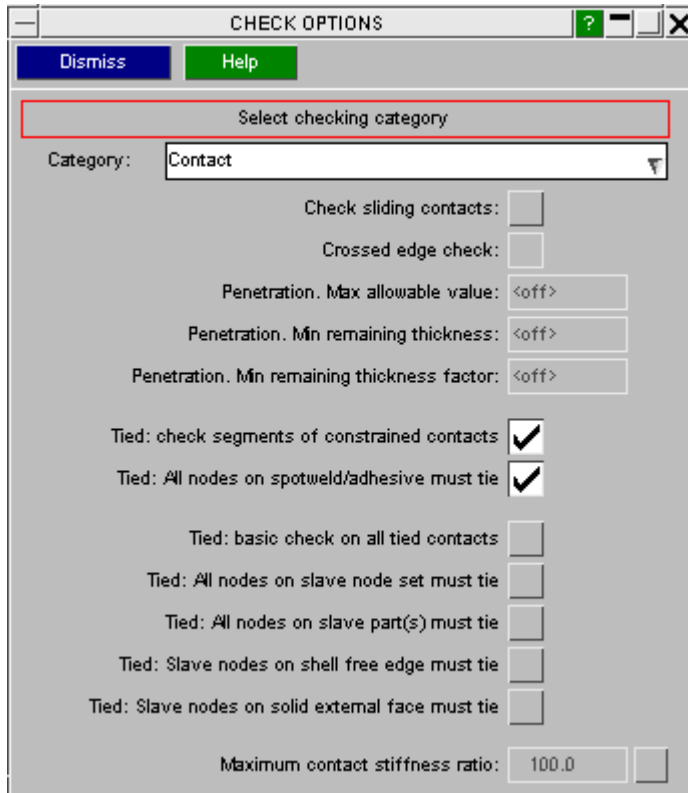 CHECK OPTIONS ?
Dismiss Help
Select checking category
Category: Contact
Check sliding contacts:
Crossed edge check:
Penetration. Max allowable value: <off>
Penetration. Min remaining thickness: <off>
Penetration. Min remaining thickness factor: <off>
Tied: check segments of constrained contacts
Tied: All nodes on spotweld/adhesive must tie
Tied: basic check on all tied contacts
Tied: All nodes on slave node set must tie
Tied: All nodes on slave part(s) must tie
Tied: Slave nodes on shell free edge must tie
Tied: Slave nodes on solid external face must tie
Maximum contact stiffness ratio: 100.0